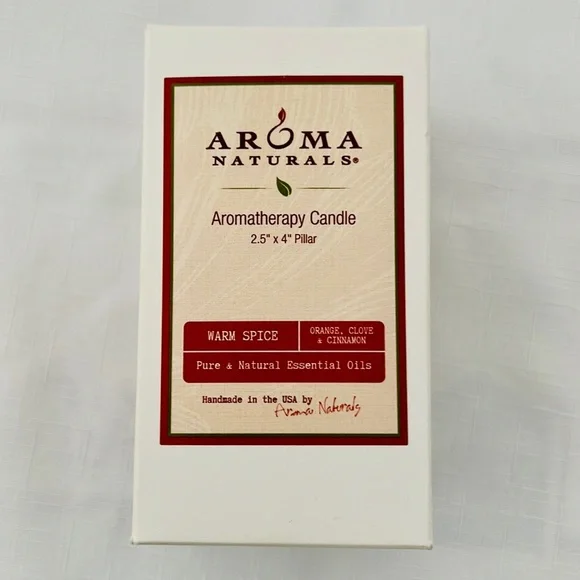 AROMA
NATURALS®
Aromatherapy Candle
2.5" x 4" Pillar
WARM SPICE
ORANGE, CLOVE
& CINNAMON
Pure & Natural Essential Oils
Handmade in the USA by
Aroma Naturals